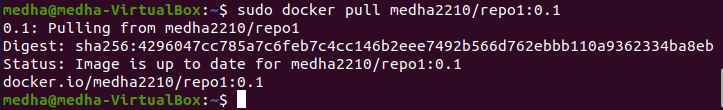 medha@medha-VirtualBox:~$ sudo docker pull medha2210/repo1:0.1
0.1: Pulling from medha2210/repo1
Digest: sha256:4296047cc785a7c6feb7c4cc146b2eee7492b566d762ebbb110a9362334ba8eb
Status: Image is up to date for medha2210/repo1:0.1
docker.io/medha2210/repo1:0.1
medha@medha-VirtualBox:~$